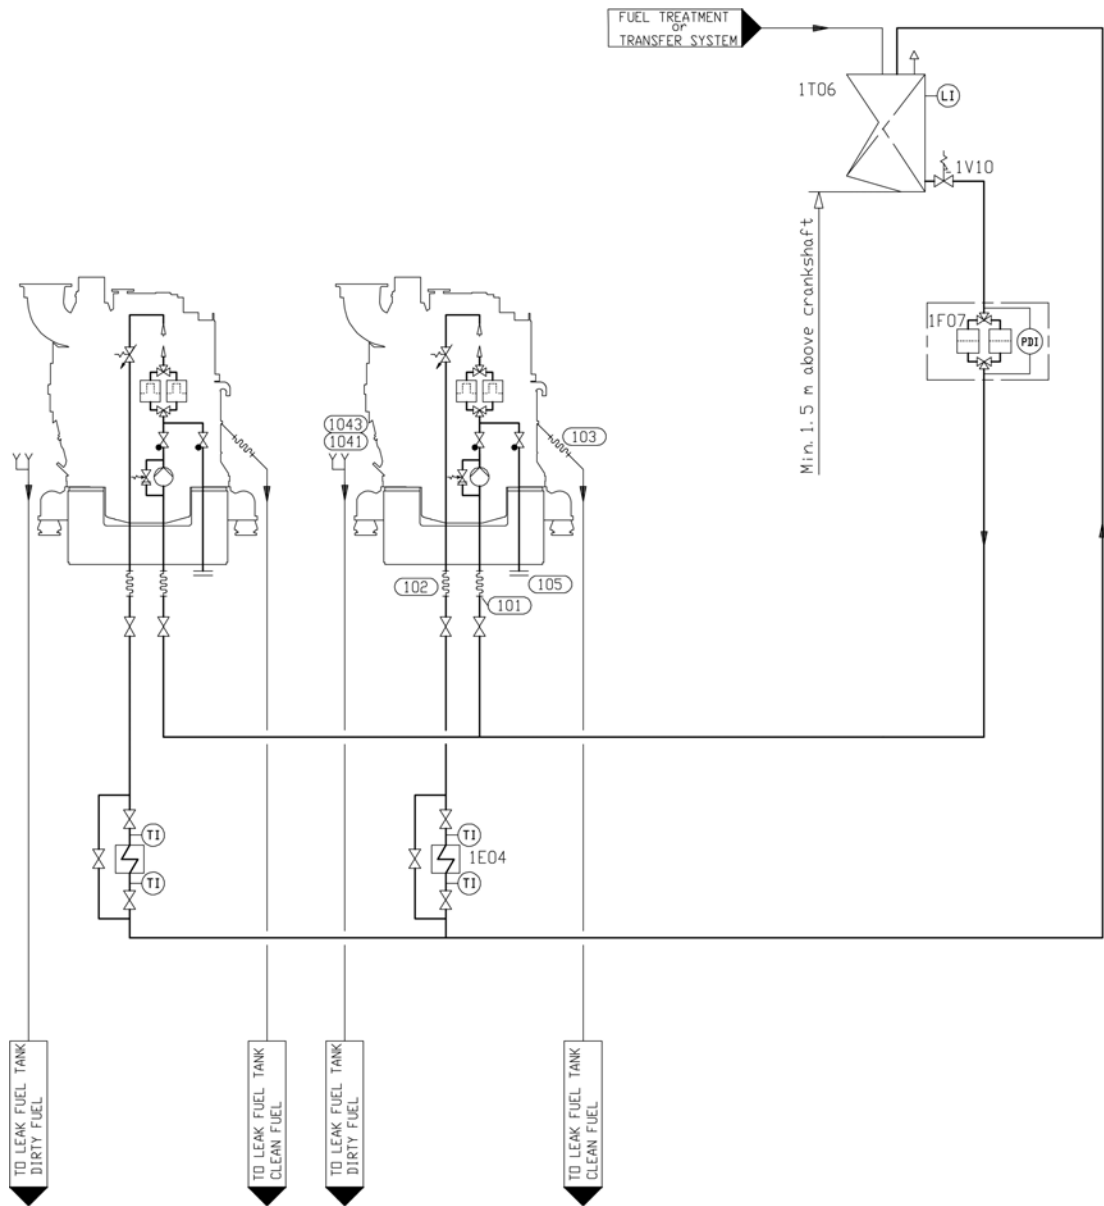 FUEL TREATMENT
or
TRANSFER SYSTEM
1T06
LI
1V10
Min. 1.5 m above crankshaft
1F07
PDI
1043
1041
103
102
105
101
TI
TI
TI
1E04
TI
TO LEAK FUEL TANK
DIRTY FUEL
TO LEAK FUEL TANK
CLEAN FUEL
TO LEAK FUEL TANK
DIRTY FUEL
TO LEAK FUEL TANK
CLEAN FUEL